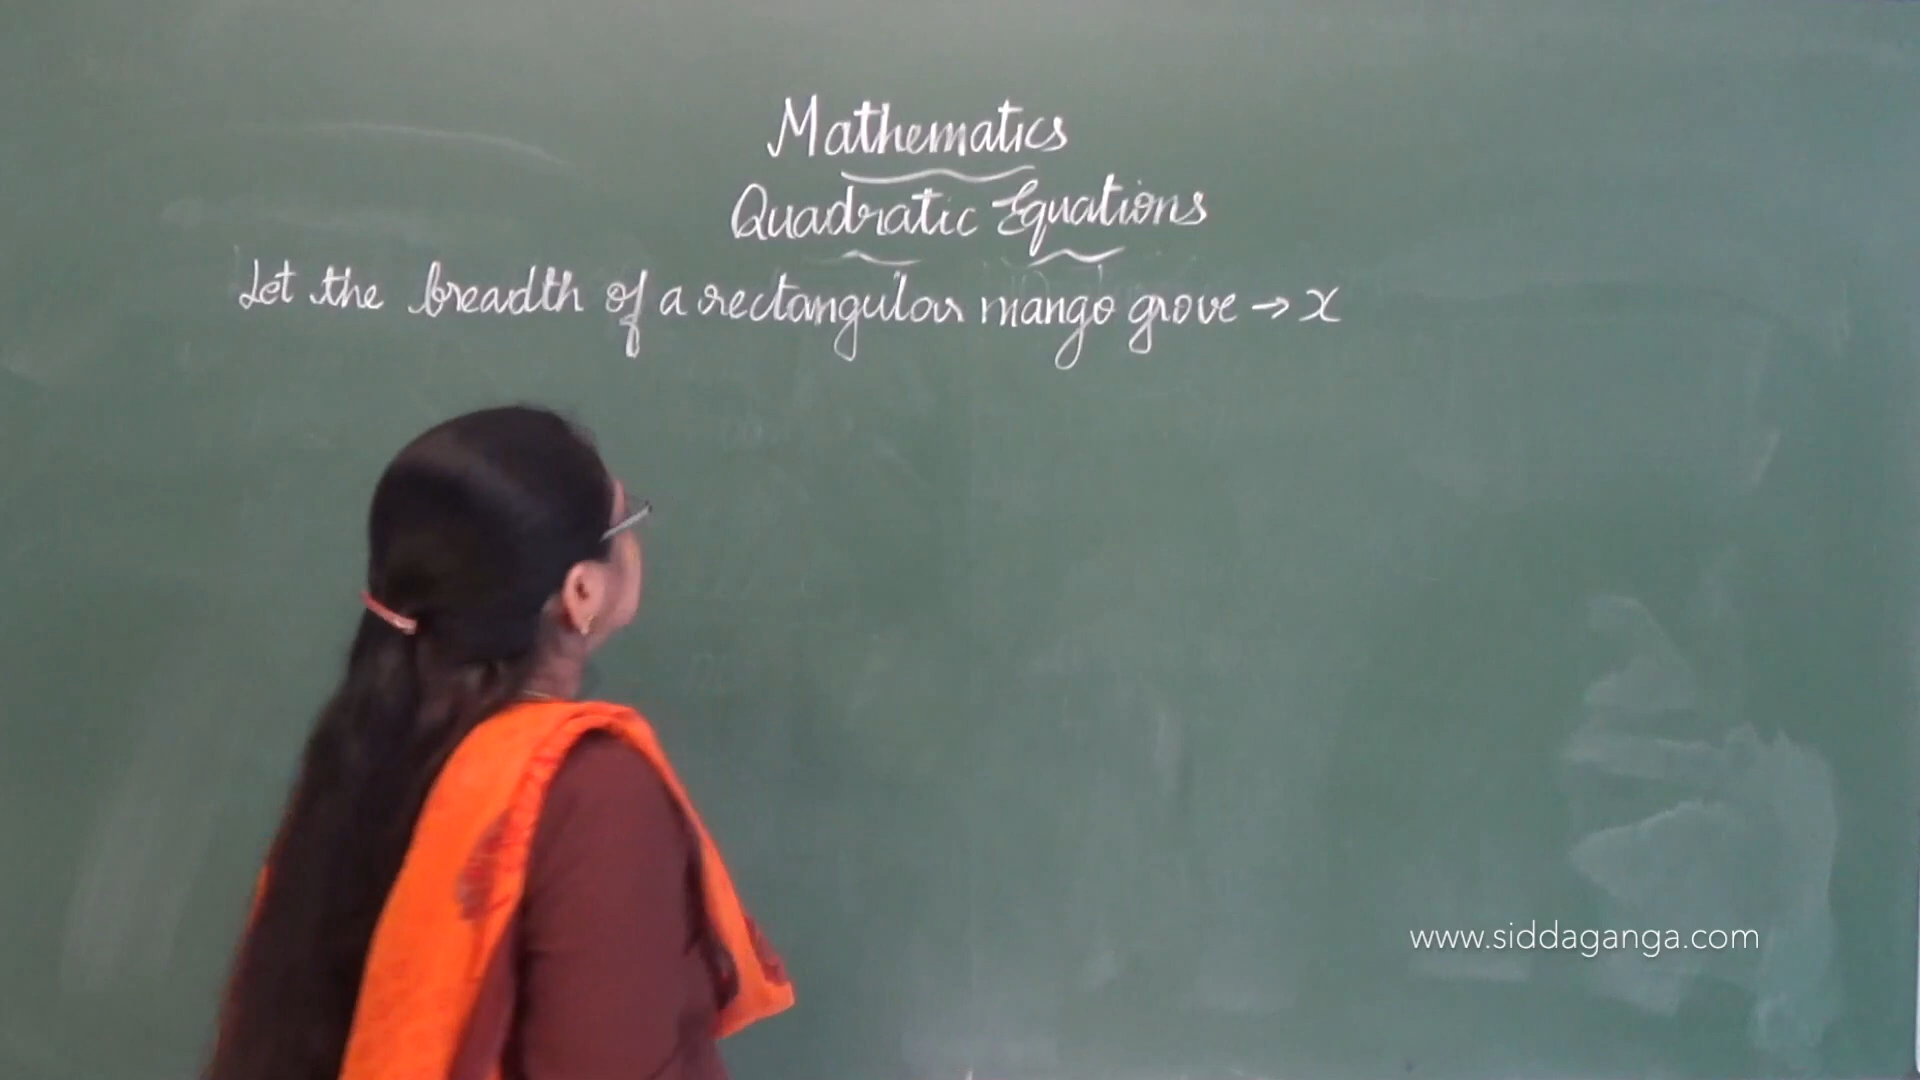 Mathematics
Quadratic Equations
Let the breadth of a rectangular mango grove → x
www.siddaganga.com